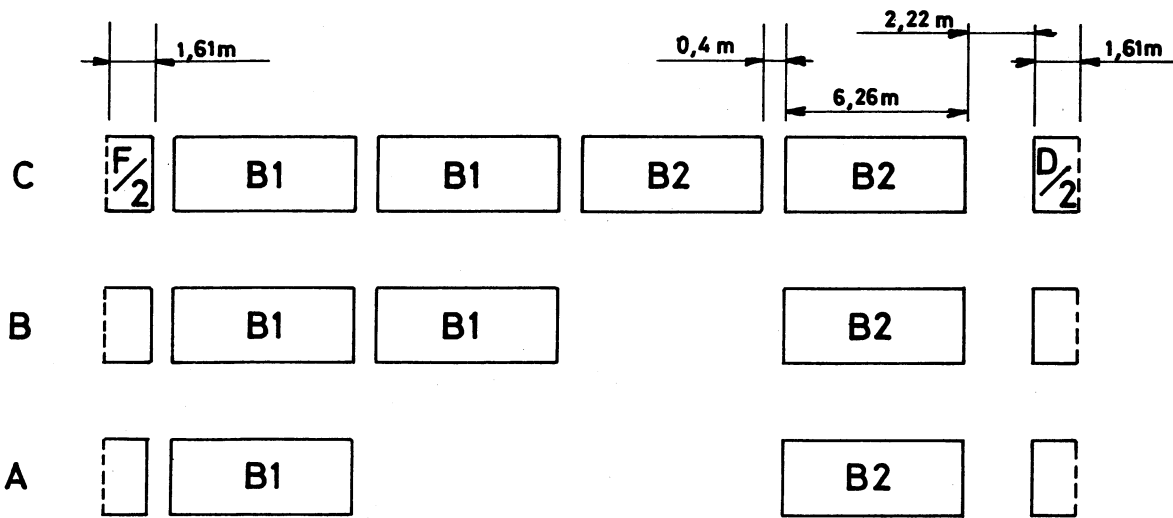 2,22 m
1,61m 0,4 m 1,61m
6,26m
C F/2 B1 B1 B2 B2 D/2
B B1 B1 B2
A B1 B2